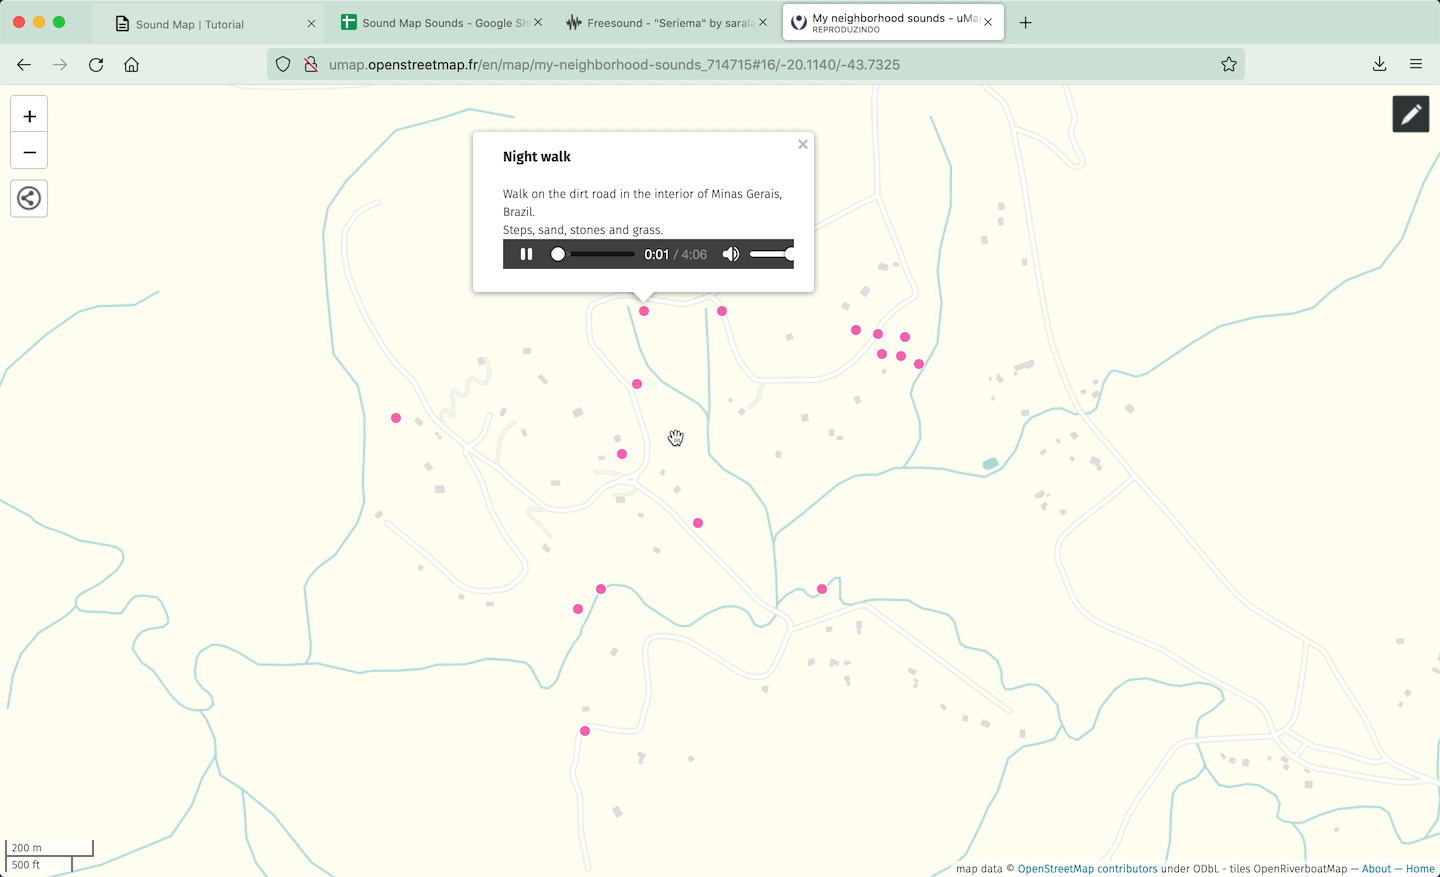 Sound Map | Tutorial
Sound Map Sounds - Google She
Freesound - "Seriema" by sarala
My neighborhood sounds - uMap
REPRODUZINDO
umap.openstreetmap.fr/en/map/my-neighborhood-sounds_714715#16/-20.1140/-43.7325
+
−
Night walk
Walk on the dirt road in the interior of Minas Gerais,
Brazil.
Steps, sand, stones and grass.
0:01 / 4:06
200 m
500 ft
map data © OpenStreetMap contributors under ODbL - tiles OpenRiverboatMap — About — Home